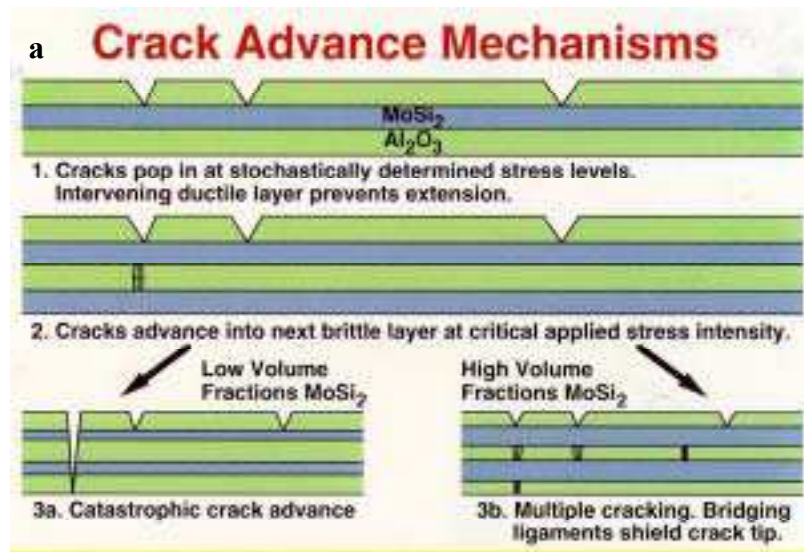 a
Crack Advance Mechanisms
MoSi₂
Al₂O₃
1. Cracks pop in at stochastically determined stress levels.
Intervening ductile layer prevents extension.
2. Cracks advance into next brittle layer at critical applied stress intensity.
Low Volume
Fractions MoSi₂
High Volume
Fractions MoSi₂
3a. Catastrophic crack advance
3b. Multiple cracking. Bridging
ligaments shield crack tip.